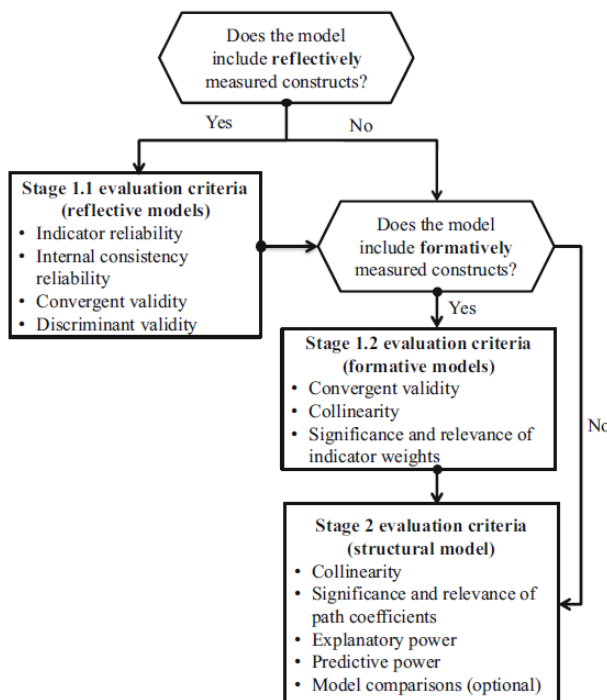 Does the model
include reflectively
measured constructs?
Yes
No
Stage 1.1 evaluation criteria
(reflective models)
• Indicator reliability
• Internal consistency
reliability
• Convergent validity
• Discriminant validity
Does the model
include formatively
measured constructs?
Yes
No
Stage 1.2 evaluation criteria
(formative models)
• Convergent validity
• Collinearity
• Significance and relevance of
indicator weights
Stage 2 evaluation criteria
(structural model)
• Collinearity
• Significance and relevance of
path coefficients
• Explanatory power
• Predictive power
• Model comparisons (optional)